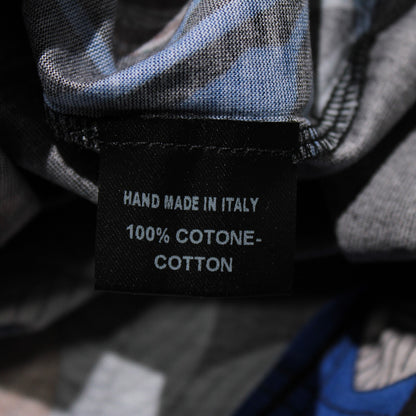 HAND MADE IN ITALY
100% COTONE-
COTTON